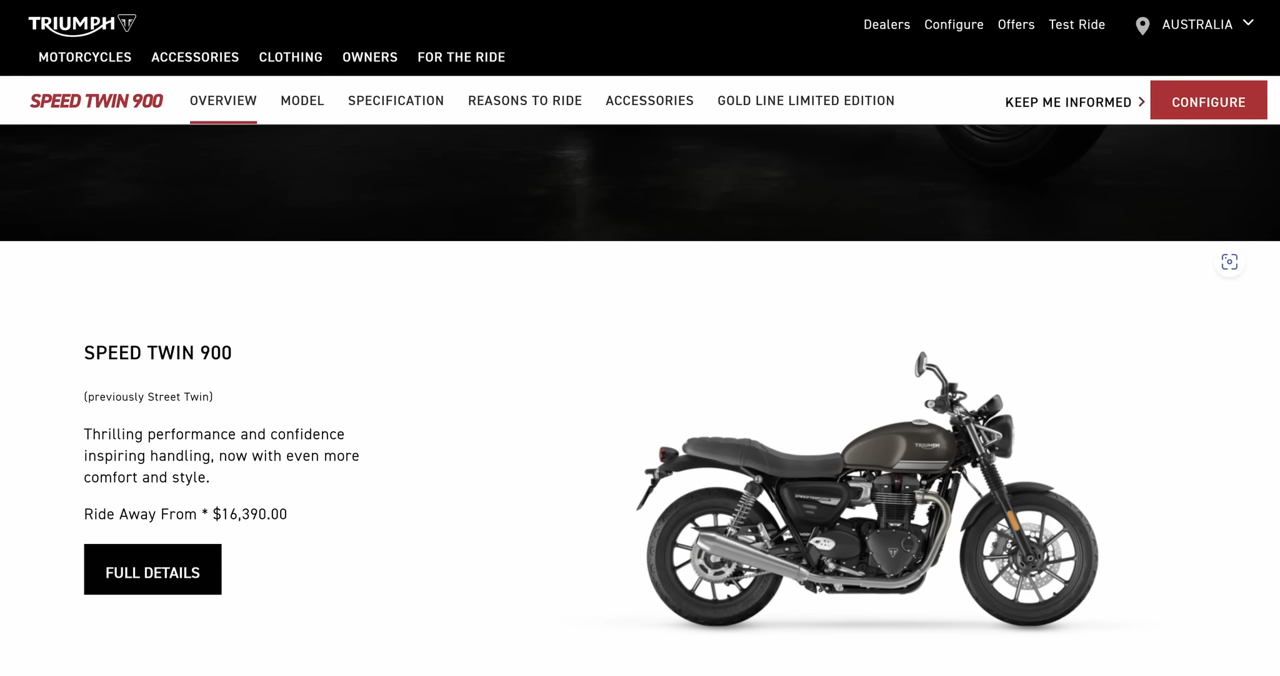 TRIUMPH
Dealers Configure Offers Test Ride AUSTRALIA
MOTORCYCLES ACCESSORIES CLOTHING OWNERS FOR THE RIDE
SPEED TWIN 900 OVERVIEW MODEL SPECIFICATION REASONS TO RIDE ACCESSORIES GOLD LINE LIMITED EDITION KEEP ME INFORMED CONFIGURE
SPEED TWIN 900
(previously Street Twin)
Thrilling performance and confidence
inspiring handling, now with even more
comfort and style.
Ride Away From * $16,390.00
FULL DETAILS
TRIUMPH